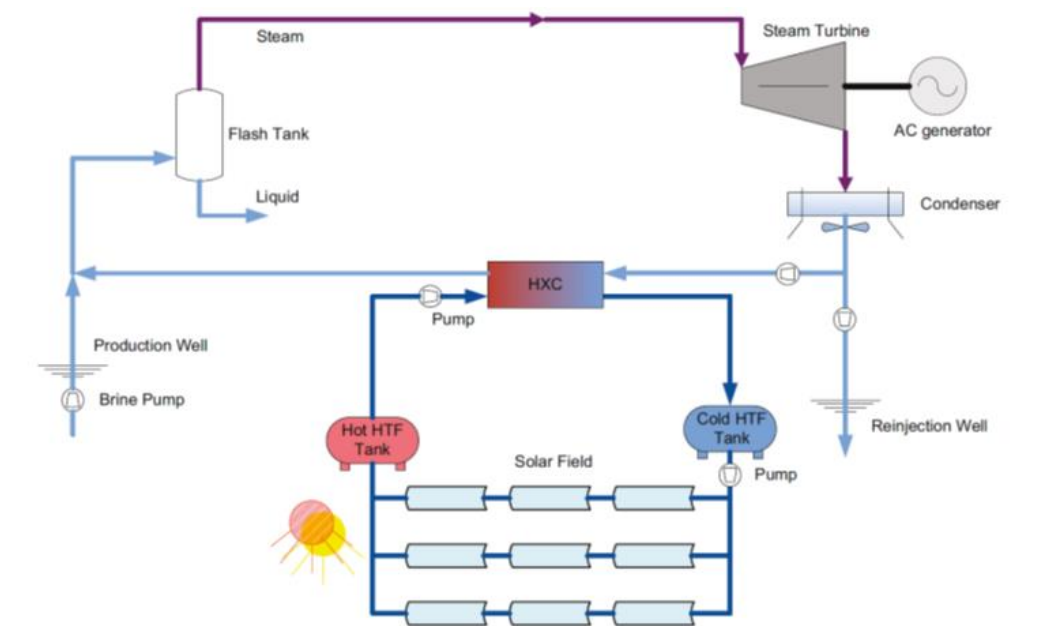 Steam Turbine
Steam
Flash Tank
AC generator
Liquid
Condenser
HXC
Pump
Production Well
Brine Pump
Hot HTF
Tank
Cold HTF
Tank
Reinjection Well
Solar Field
Pump